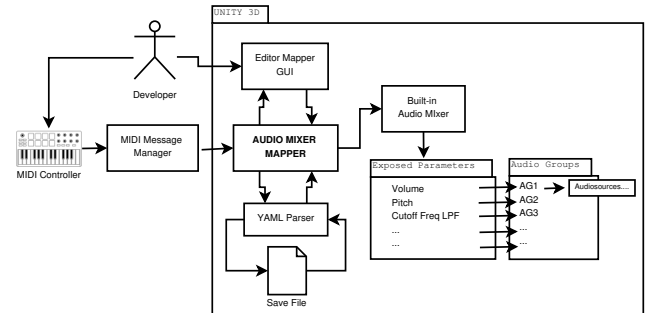 UNITY 3D
Editor Mapper
GUI
Developer
Built-in
Audio MIxer
MIDI Message
Manager
AUDIO MIXER
MAPPER
MIDI Controller
Exposed Parameters
Audio Groups
Volume
Pitch
Cutoff Freq LPF
...
...
AG1
AG2
AG3
...
...
Audiosources....
YAML Parser
Save File